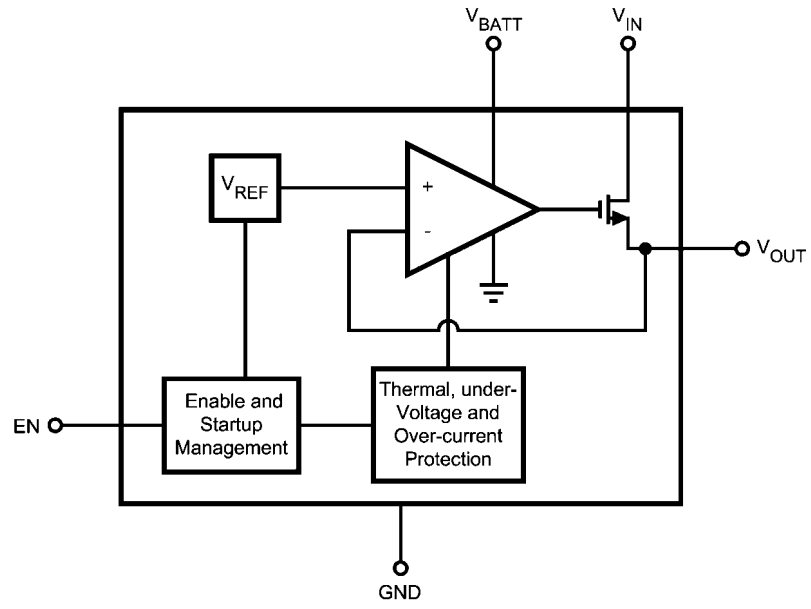 VBATT
VIN
VREF
+
-
VOUT
EN
Enable and
Startup
Management
Thermal, under-
Voltage and
Over-current
Protection
GND